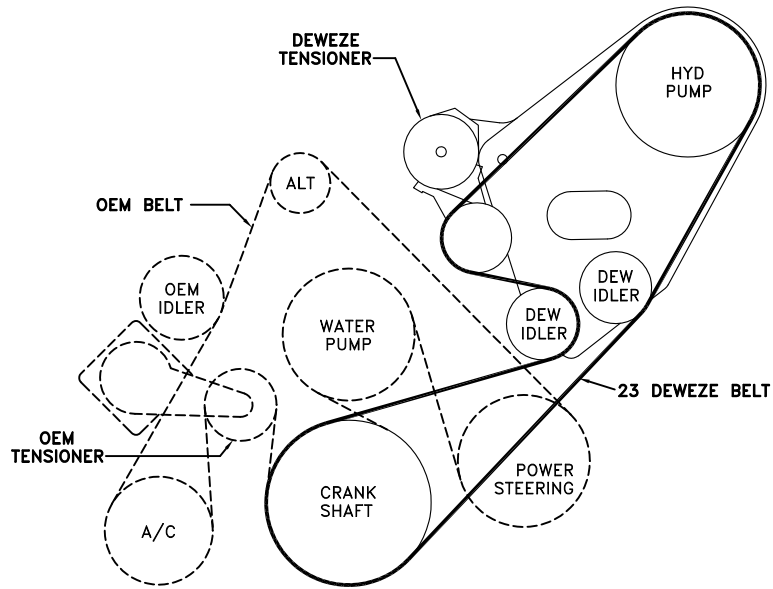 DEWEZE
TENSIONER
HYD
PUMP
ALT
OEM BELT
OEM
IDLER
DEW
IDLER
WATER
PUMP
DEW
IDLER
23 DEWEZE BELT
OEM
TENSIONER
POWER
STEERING
CRANK
SHAFT
A/C